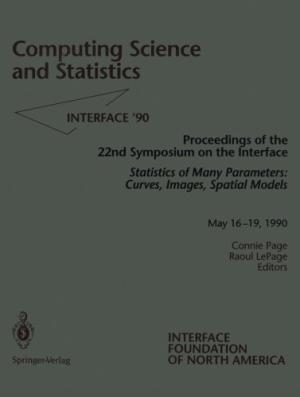 Computing Science
and Statistics
INTERFACE '90
Proceedings of the
22nd Symposium on the Interface
Statistics of Many Parameters:
Curves, Images, Spatial Models
May 16–19, 1990
Connie Page
Raoul LePage
Editors
Springer-Verlag
INTERFACE
FOUNDATION
OF NORTH AMERICA